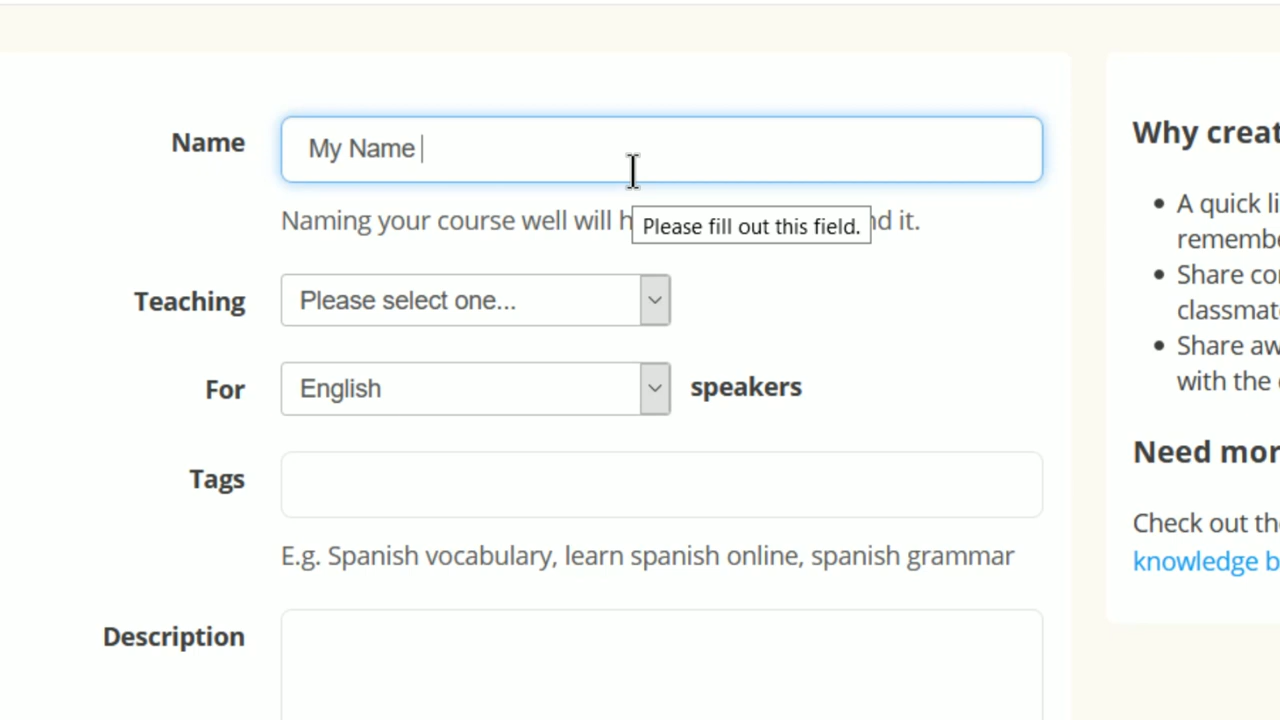 Name
My Name
Naming your course well will h
Please fill out this field.
nd it.
Teaching
Please select one...
For
English
speakers
Tags
E.g. Spanish vocabulary, learn spanish online, spanish grammar
Description
Why creat
A quick li
remembe
Share co
classmat
Share aw
with the
Need mor
Check out th
knowledge b